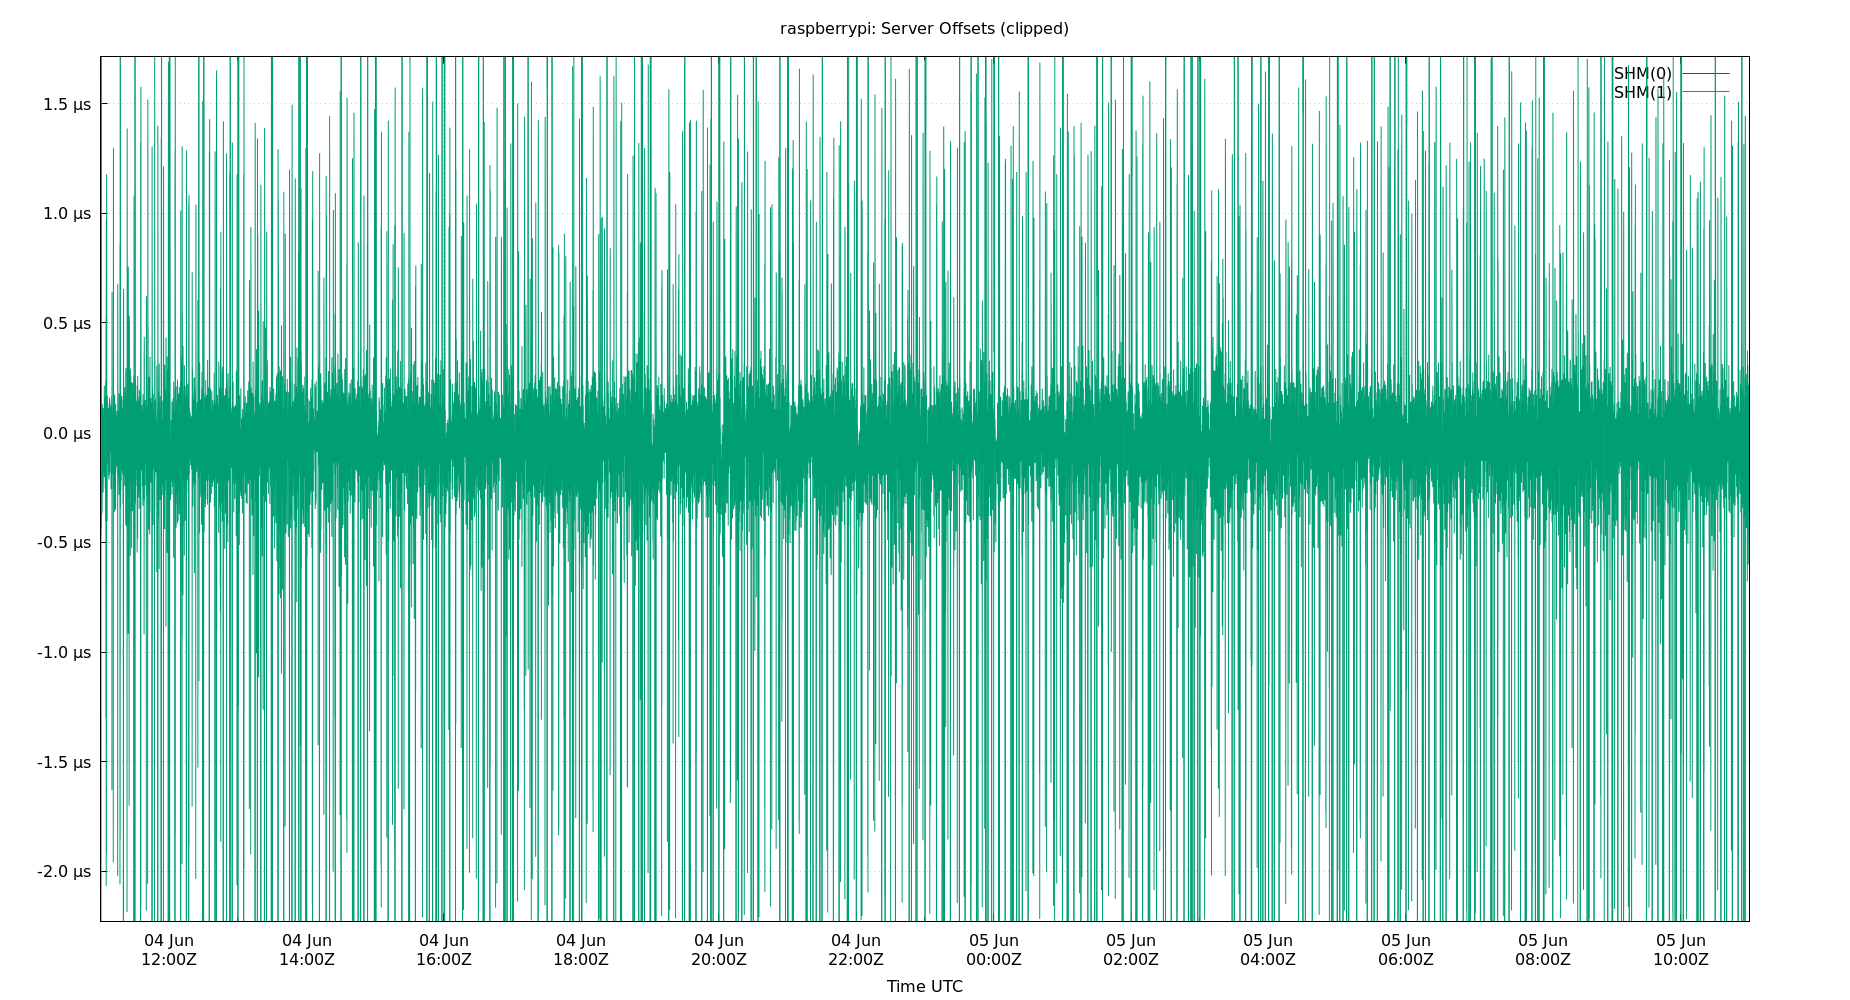 raspberrypi: Server Offsets (clipped)
SHM(0)
SHM(1)
1.5 µs
1.0 µs
0.5 µs
0.0 µs
-0.5 µs
-1.0 µs
-1.5 µs
-2.0 µs
04 Jun 04 Jun 04 Jun 04 Jun 04 Jun 04 Jun 05 Jun 05 Jun 05 Jun 05 Jun 05 Jun 05 Jun
12:00Z 14:00Z 16:00Z 18:00Z 20:00Z 22:00Z 00:00Z 02:00Z 04:00Z 06:00Z 08:00Z 10:00Z
Time UTC